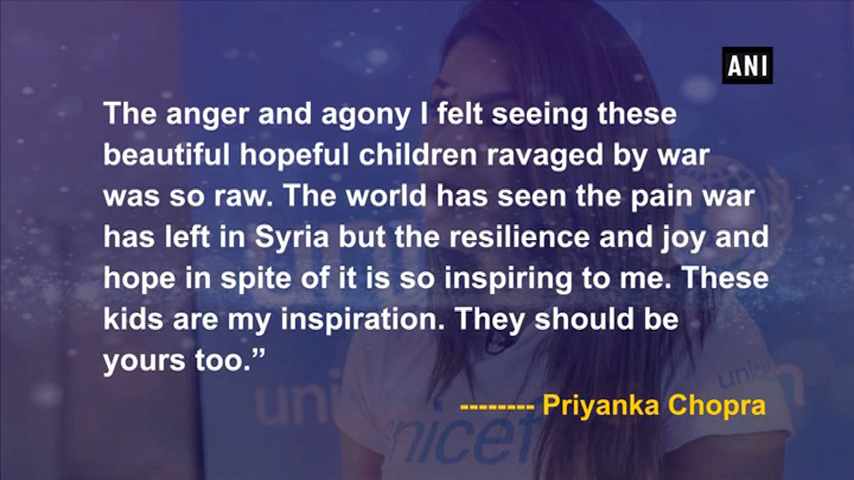 ANI
The anger and agony I felt seeing these
beautiful hopeful children ravaged by war
was so raw. The world has seen the pain war
has left in Syria but the resilience and joy and
hope in spite of it is so inspiring to me. These
kids are my inspiration. They should be
yours too.”
-------- Priyanka Chopra
unicef
unicef